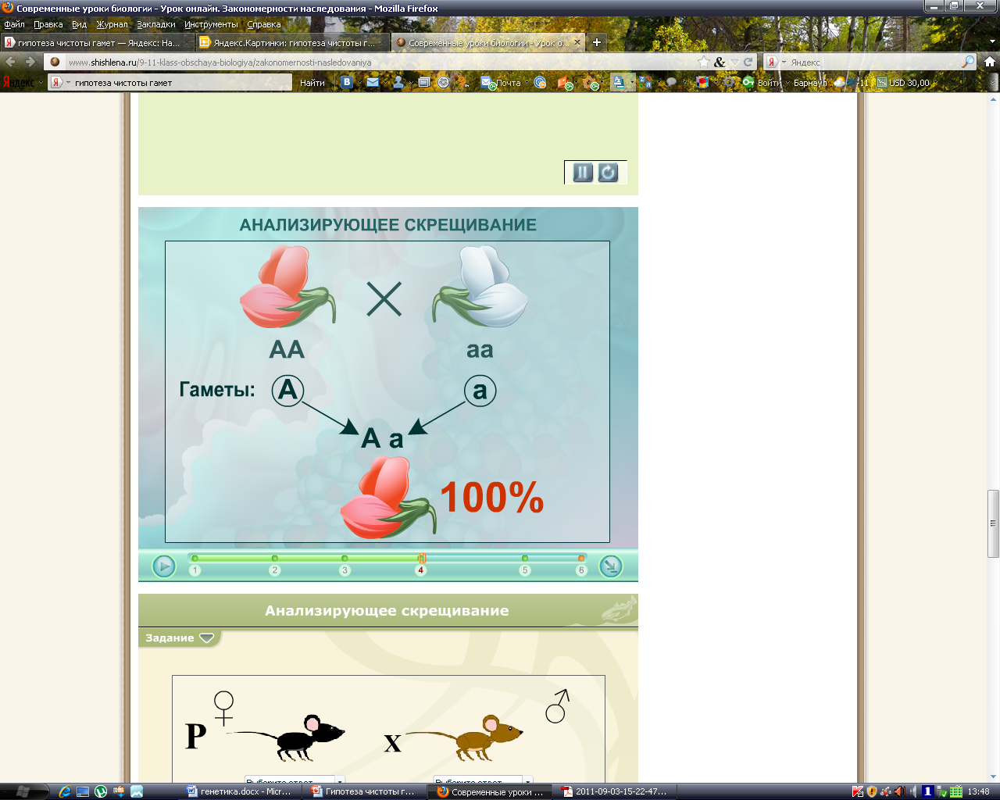 Современные уроки биологии - Урок онлайн. Закономерности наследования - Mozilla Firefox
Файл Правка Вид Журнал Закладки Инструменты Справка
гипотеза чистоты гамет — Яндекс: На... Яндекс.Картинки: гипотеза чистоты г... Современные уроки биологии - Урок о...
www.shishlena.ru/9-11-klass-obschaya-biologiya/zakonomernosti-nasledovaniya
Я Яндекс
Яндекс Я гипотеза чистоты гамет Найти Почта Войти Барнаул -11 USD 30,00
АНАЛИЗИРУЮЩЕЕ СКРЕЩИВАНИЕ
АА аа
Гаметы: А а
А а
100%
1 2 3 4 5 6
Анализирующее скрещивание
Задание
P ♀ x ♂
Выберите ответ Выберите ответ
генетика.docx - Micr... Гипотеза чистоты г... Современные уроки ... 2011-09-03-15-22-47... 1 13:48